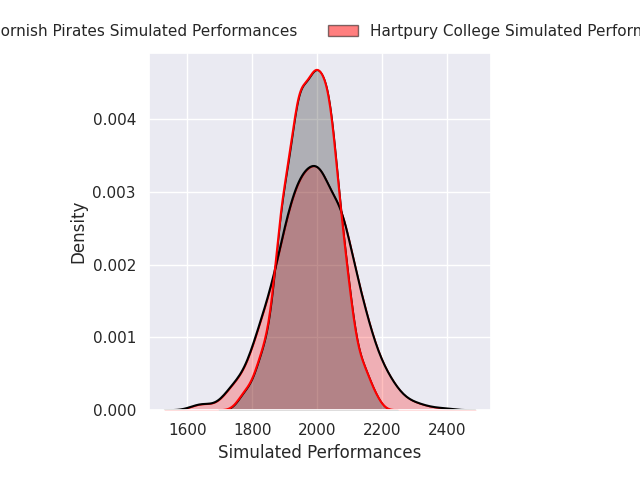 ornish Pirates Simulated Performances
Hartpury College Simulated Perforn
0.004
0.003
0.002
0.001
0.000
Density
1600 1800 2000 2200 2400
Simulated Performances